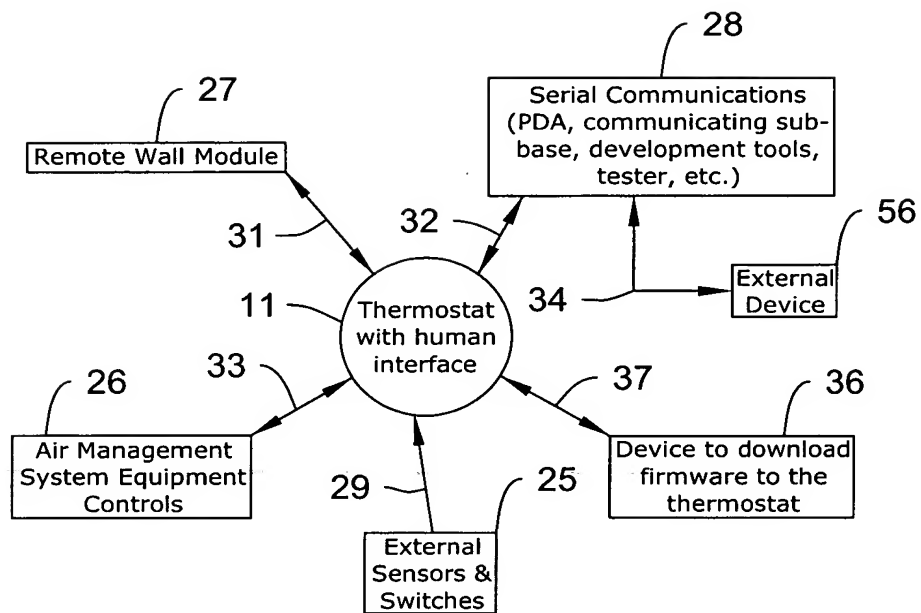 28
27
Serial Communications
(PDA, communicating sub-
base, development tools,
tester, etc.)
Remote Wall Module
31
32
56
11
Thermostat
with human
interface
34
External
Device
26
33
37
36
Air Management
System Equipment
Controls
29
25
Device to download
firmware to the
thermostat
External
Sensors &
Switches